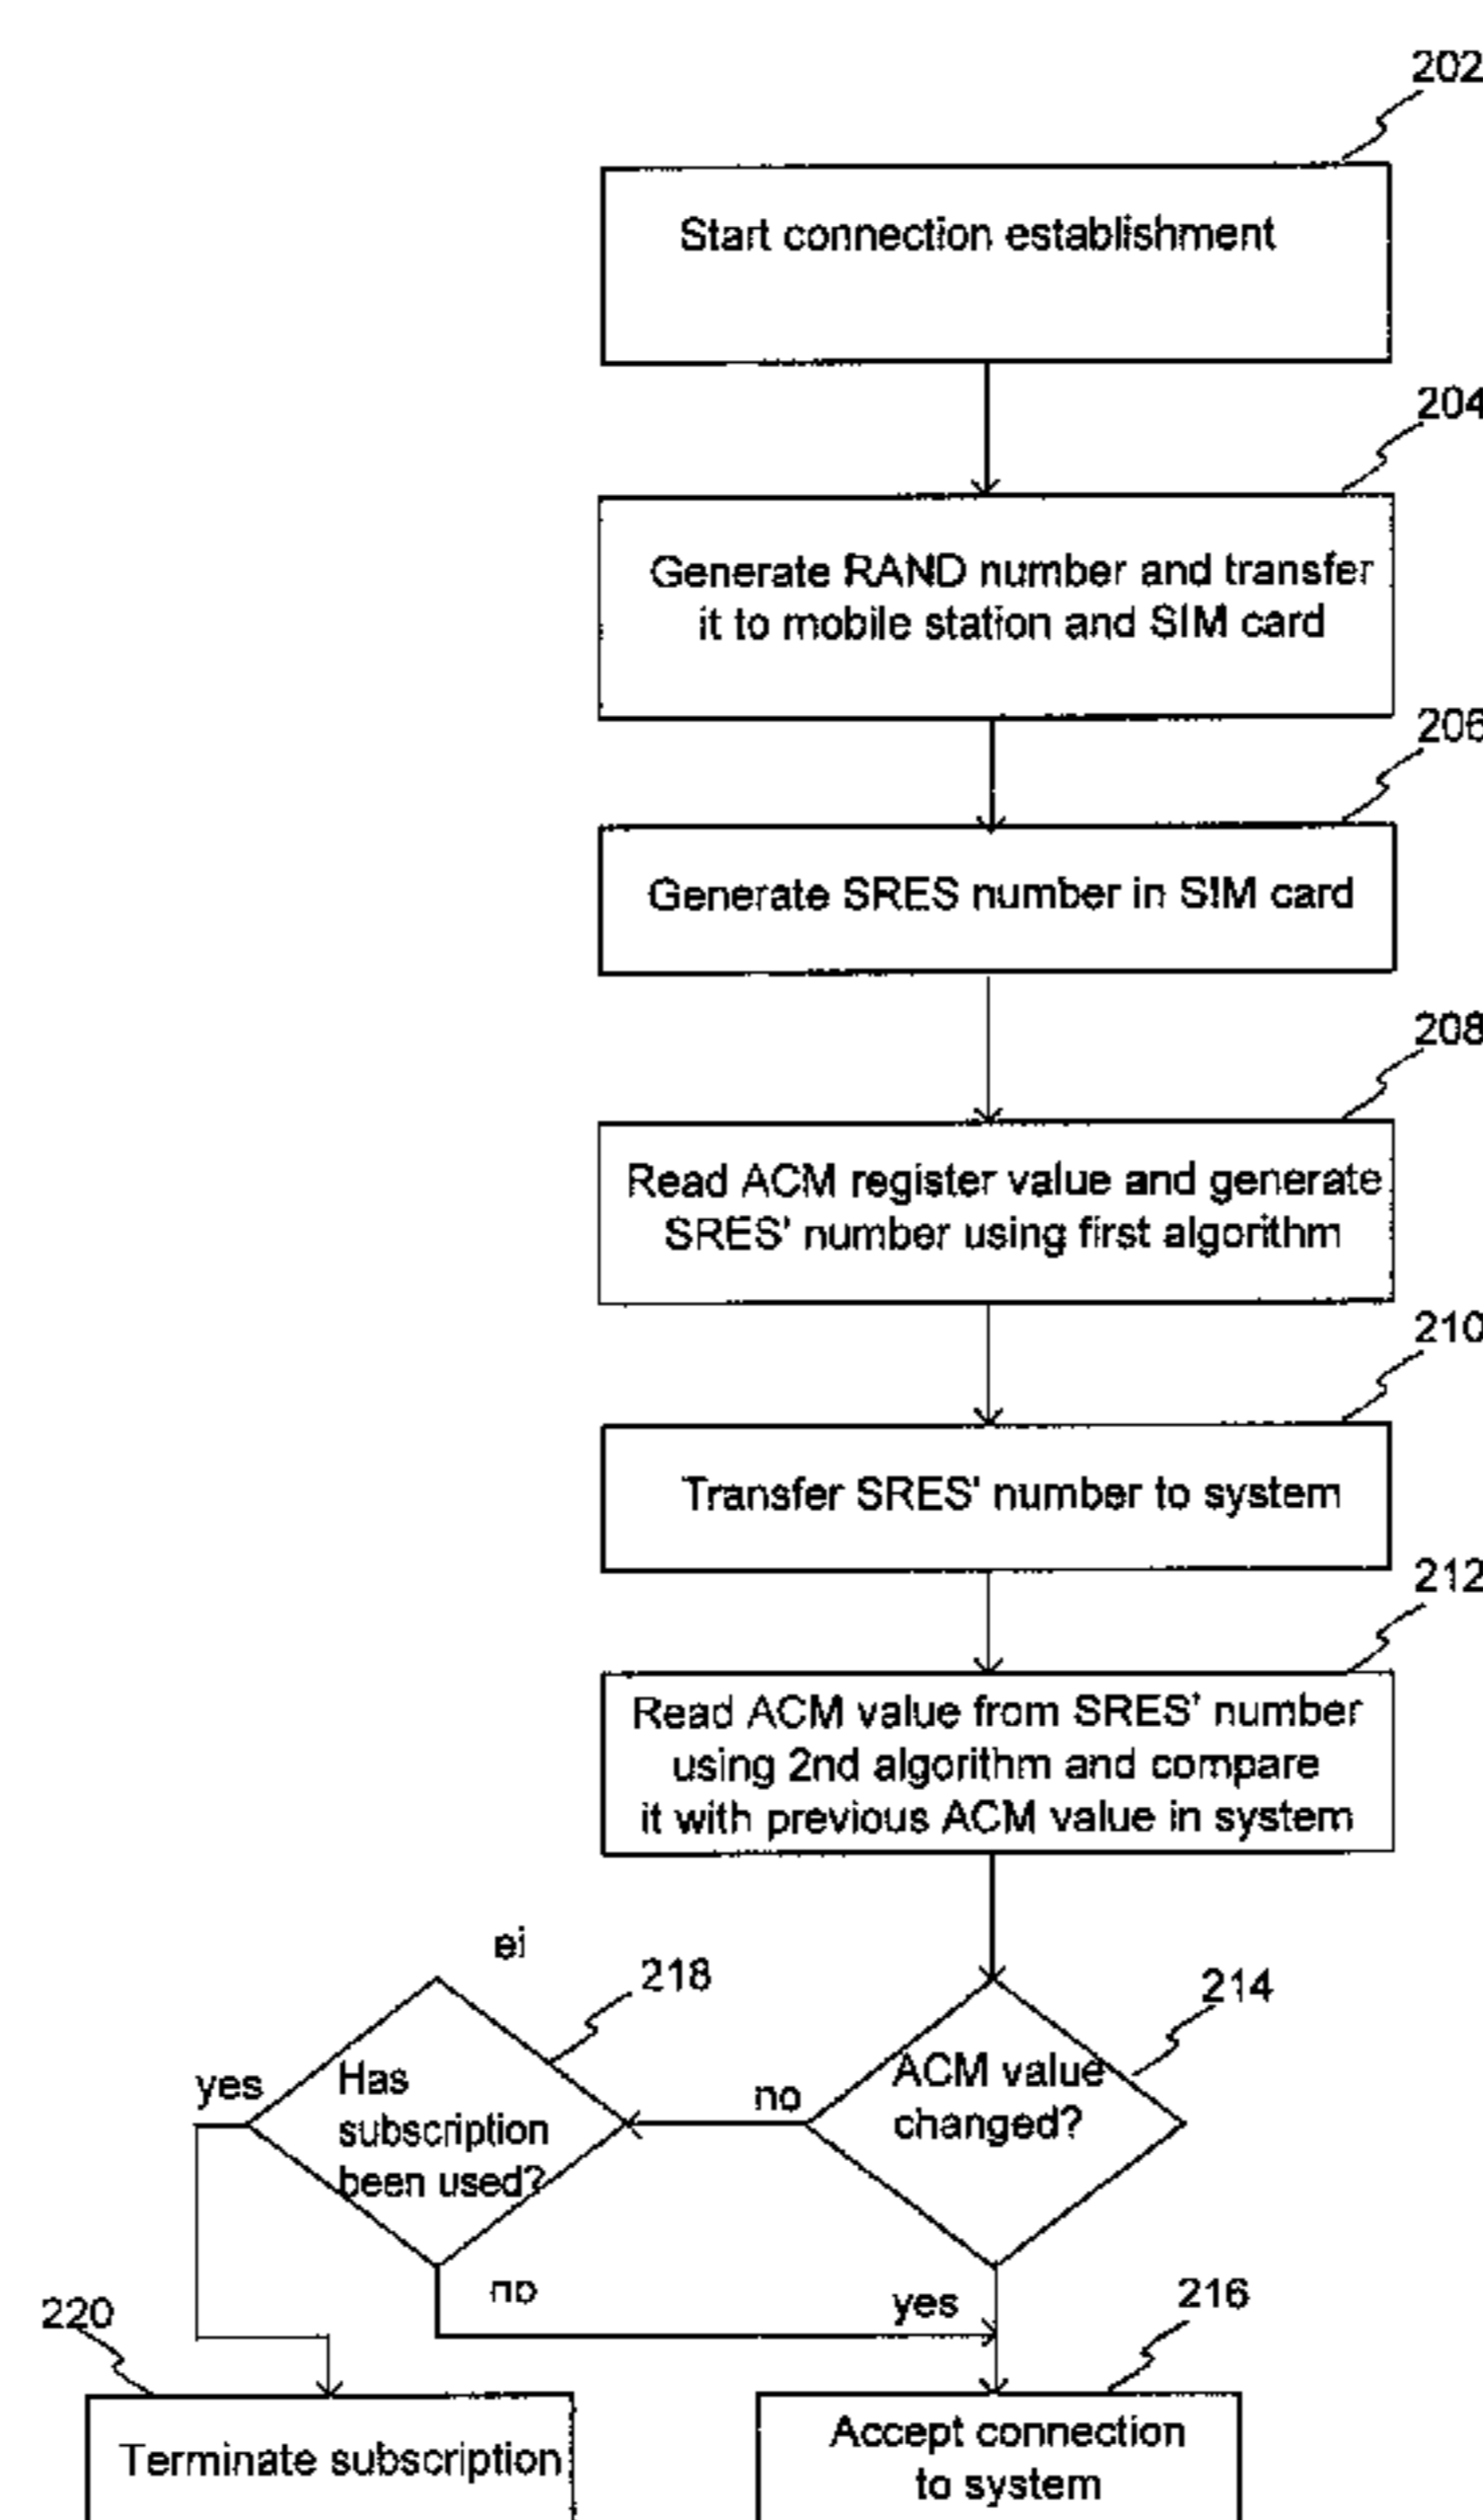 202
Start connection establishment
204
Generate RAND number and transfer
it to mobile station and SIM card
206
Generate SRES number in SIM card
208
Read ACM register value and generate
SRES' number using first algorithm
210
Transfer SRES' number to system
212
Read ACM value from SRES' number
using 2nd algorithm and compare
it with previous ACM value in system
ei
218
214
yes
Has
subscription
been used?
no
ACM value
changed?
no
yes
220
216
Terminate subscription
Accept connection
to system